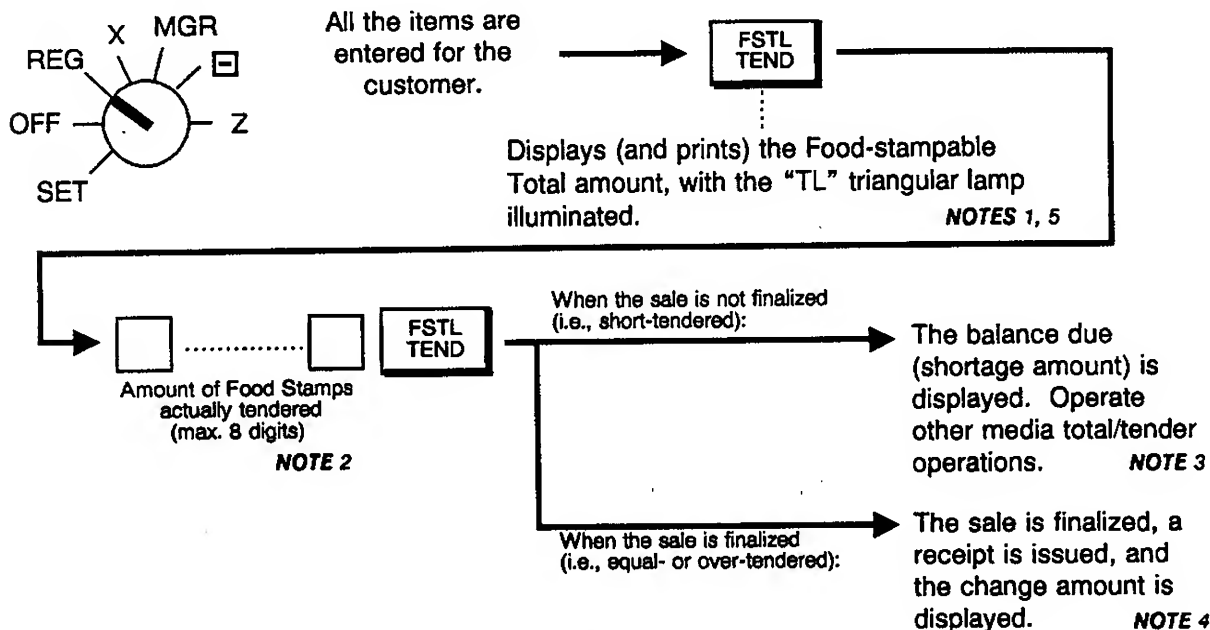 X MGR
REG
OFF
Z
SET
All the items are
entered for the
customer.
FSTL
TEND
Displays (and prints) the Food-stampable
Total amount, with the "TL" triangular lamp
illuminated. NOTES 1, 5
FSTL
TEND
Amount of Food Stamps
actually tendered
(max. 8 digits)
NOTE 2
When the sale is not finalized
(i.e., short-tendered):
The balance due
(shortage amount) is
displayed. Operate
other media total/tender
operations. NOTE 3
When the sale is finalized
(i.e., equal- or over-tendered):
The sale is finalized, a
receipt is issued, and
the change amount is
displayed. NOTE 4